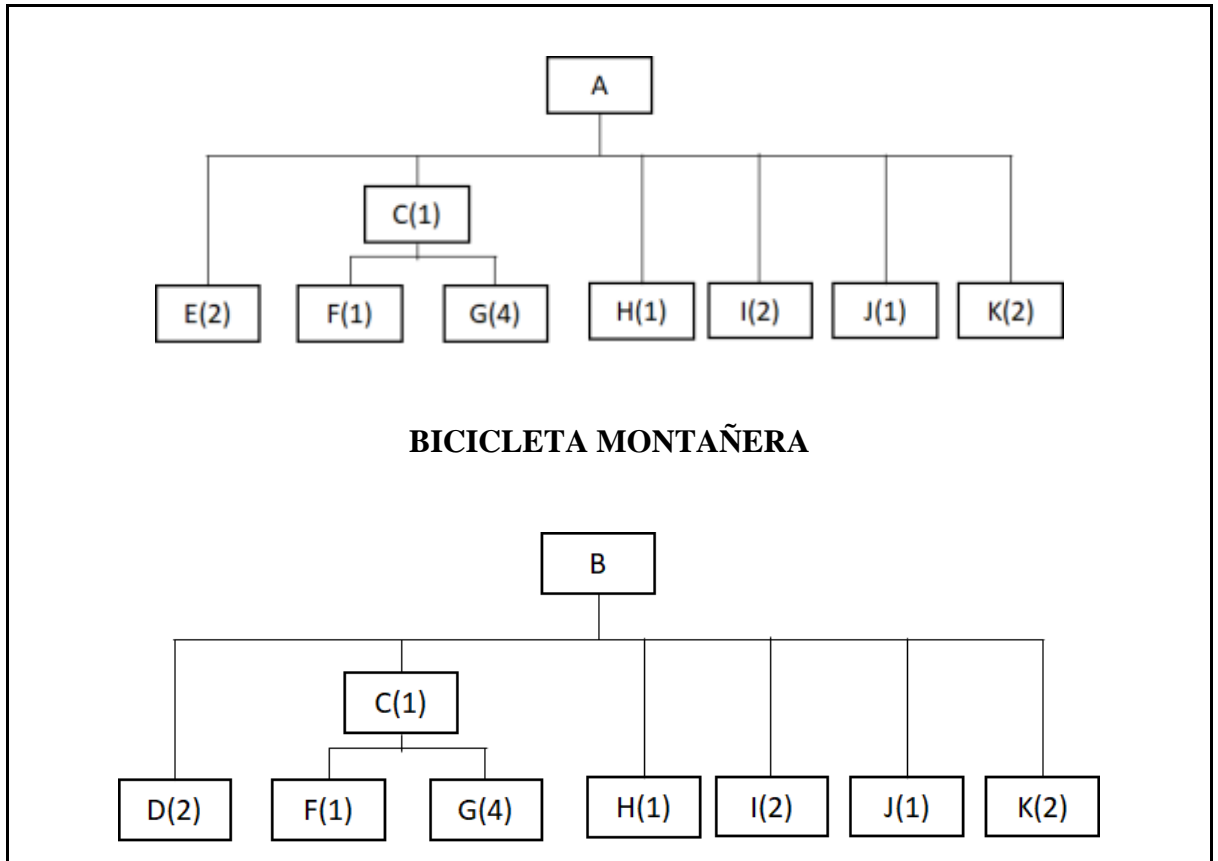 A
C(1)
E(2) F(1) G(4) H(1) I(2) J(1) K(2)
BICICLETA MONTAÑERA
B
C(1)
D(2) F(1) G(4) H(1) I(2) J(1) K(2)